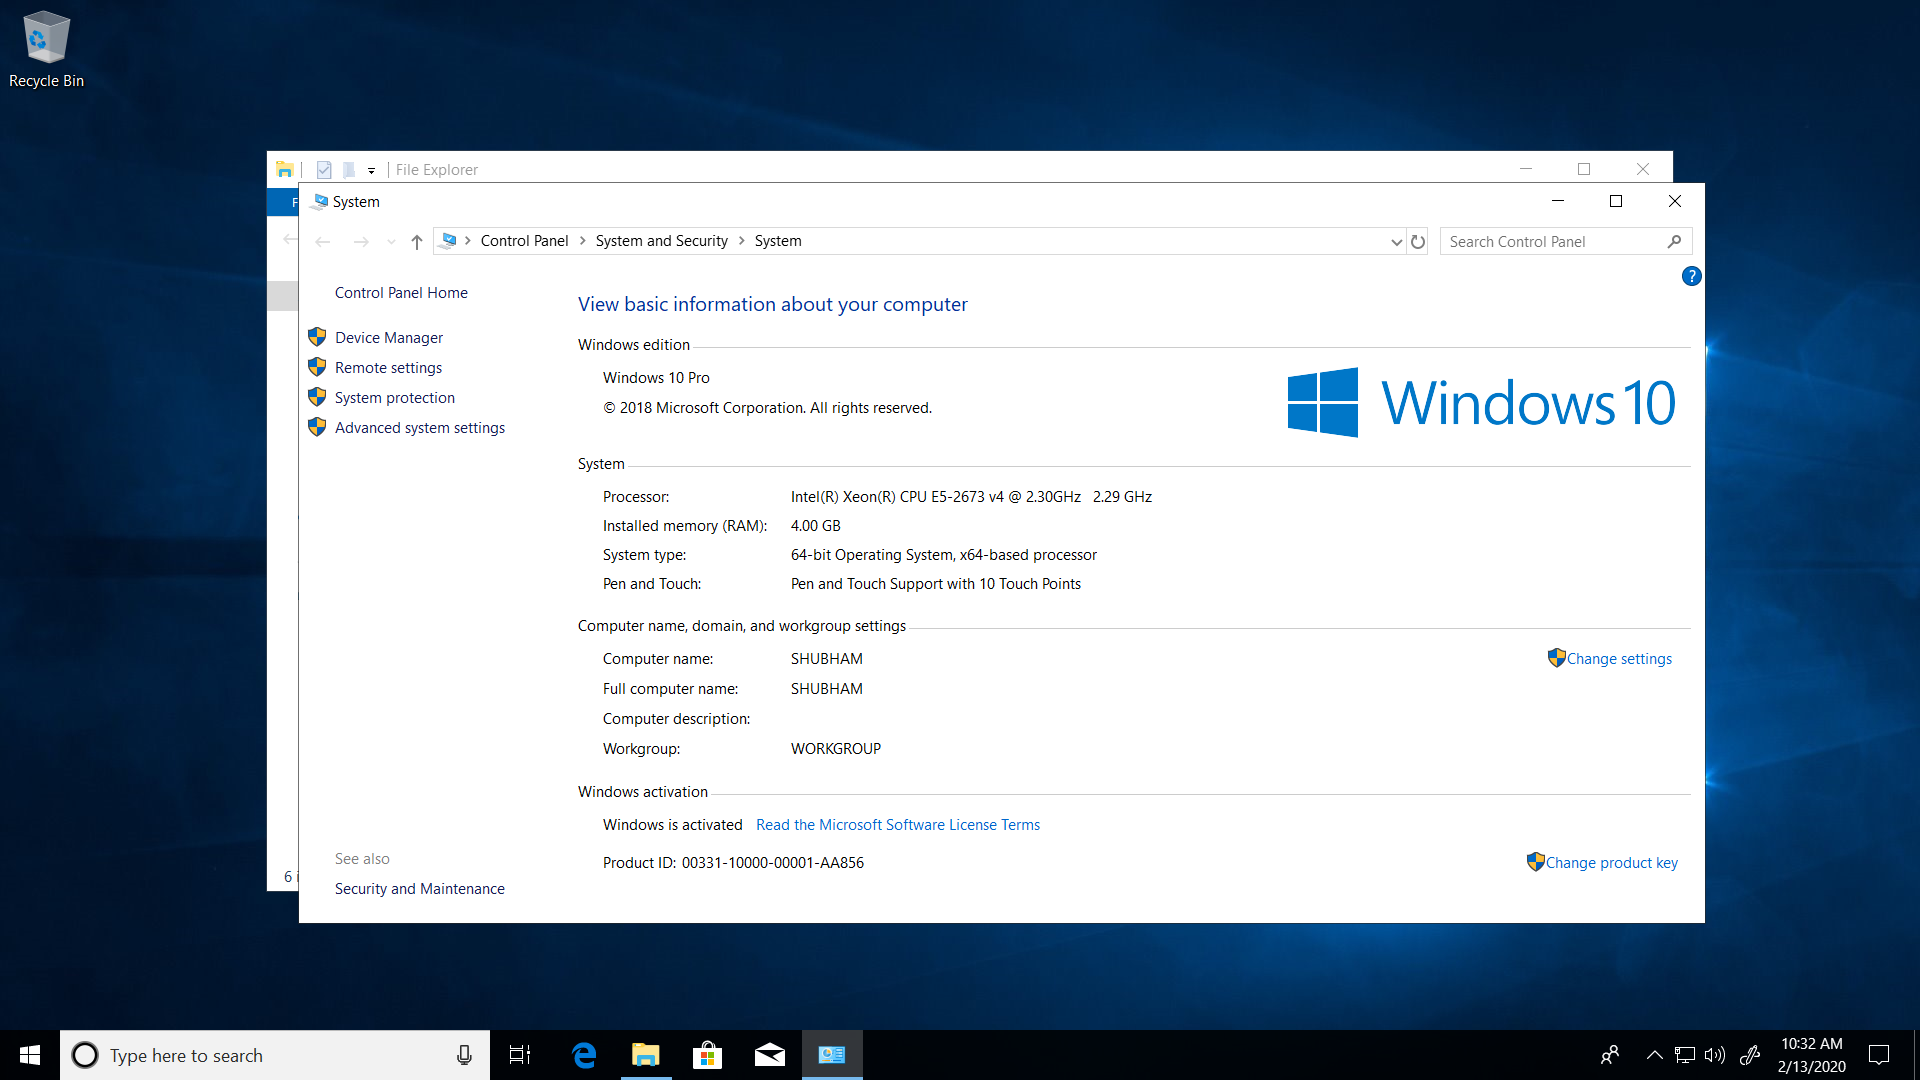 Recycle Bin
File Explorer
F
System
Control Panel > System and Security > System
Search Control Panel
?
Control Panel Home
Device Manager
Remote settings
System protection
Advanced system settings
View basic information about your computer
Windows edition
Windows 10 Pro
© 2018 Microsoft Corporation. All rights reserved.
Windows 10
System
Processor: Intel(R) Xeon(R) CPU E5-2673 v4 @ 2.30GHz 2.29 GHz
Installed memory (RAM): 4.00 GB
System type: 64-bit Operating System, x64-based processor
Pen and Touch: Pen and Touch Support with 10 Touch Points
Computer name, domain, and workgroup settings
Computer name: SHUBHAM
Change settings
Full computer name: SHUBHAM
Computer description:
Workgroup: WORKGROUP
Windows activation
Windows is activated Read the Microsoft Software License Terms
Product ID: 00331-10000-00001-AA856
Change product key
See also
Security and Maintenance
6 i
Type here to search
10:32 AM
2/13/2020